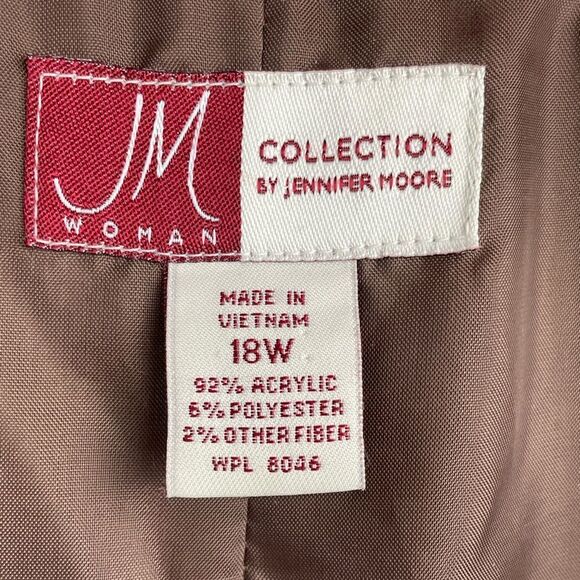 JM
WOMAN
COLLECTION
BY JENNIFER MOORE
MADE IN
VIETNAM
18W
92% ACRYLIC
6% POLYESTER
2% OTHER FIBER
WPL 8046